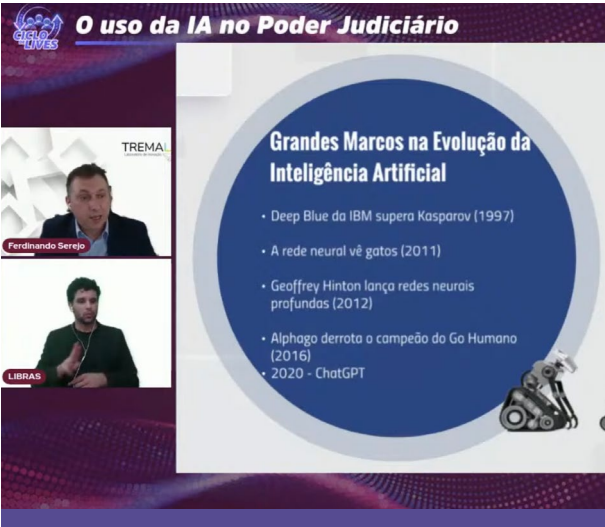 CICLO
DE
LIVES
O uso da IA no Poder Judiciário
TREMAL
Ferdinando Serejo
LIBRAS
Grandes Marcos na Evolução da
Inteligência Artificial
• Deep Blue da IBM supera Kasparov (1997)
• A rede neural vê gatos (2011)
• Geoffrey Hinton lança redes neurais
profundas (2012)
• Alphago derrota o campeão do Go Humano
(2016)
• 2020 - ChatGPT